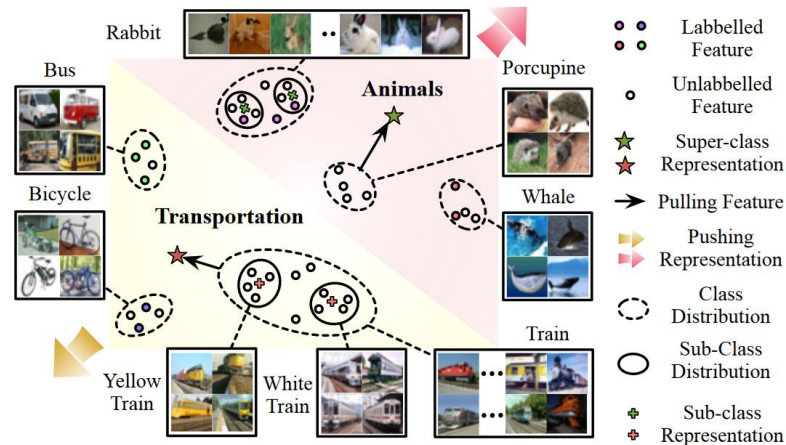 Rabbit
Bus
Animals
Porcupine
Bicycle
Transportation
Whale
Yellow
Train
White
Train
Train
Labbelled
Feature
Unlabbelled
Feature
Super-class
Representation
Pulling Feature
Pushing
Representation
Class
Distribution
Sub-Class
Distribution
Sub-class
Representation